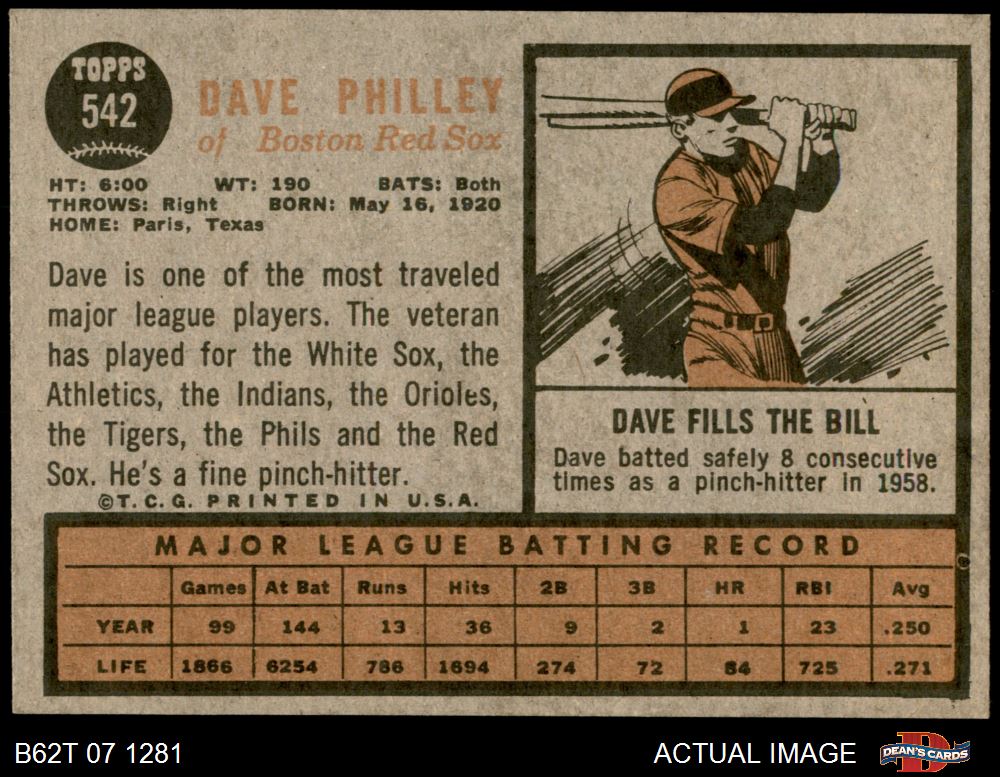 TOPPS
542
DAVE PHILLEY
of Boston Red Sox
HT: 6:00 WT: 190 BATS: Both
THROWS: Right BORN: May 16, 1920
HOME: Paris, Texas
Dave is one of the most traveled
major league players. The veteran
has played for the White Sox, the
Athletics, the Indians, the Orioles,
the Tigers, the Phils and the Red
Sox. He's a fine pinch-hitter.
©T.C.G. PRINTED IN U.S.A.
DAVE FILLS THE BILL
Dave batted safely 8 consecutive
times as a pinch-hitter in 1958.
MAJOR LEAGUE BATTING RECORD
Games At Bat Runs Hits 2B 3B HR RBI Avg
YEAR 99 144 13 36 9 2 1 23 .250
LIFE 1866 6254 786 1694 274 72 84 725 .271
B62T 07 1281 ACTUAL IMAGE DEAN'S CARDS